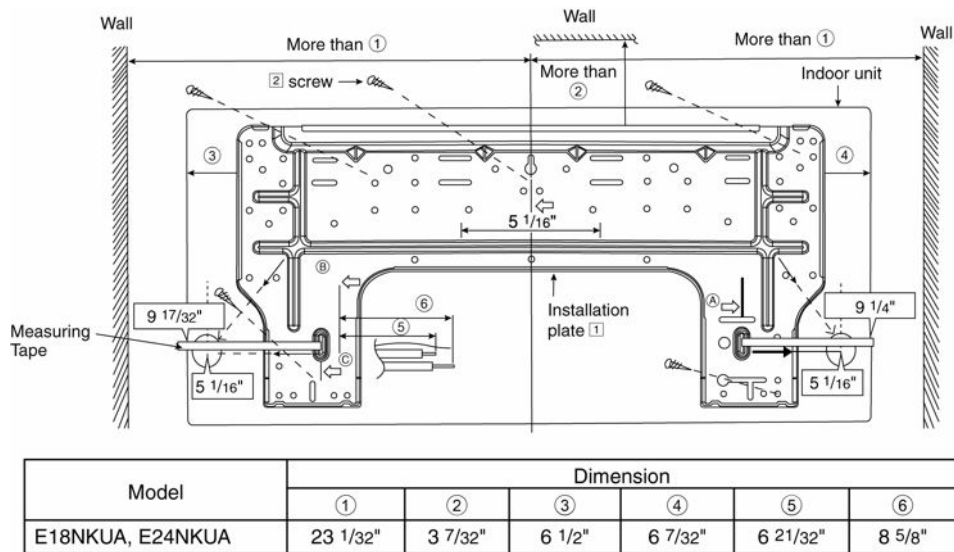 Wall
Wall
Wall
More than ①
More than ①
2 screw
More than
②
Indoor unit
③
④
5 1/16"
Ⓑ
⑥
Ⓐ
9 17/32"
⑤
Installation
plate 1
9 1/4"
Measuring
Tape
Ⓒ
5 1/16"
5 1/16"
Model Dimension
① ② ③ ④ ⑤ ⑥
E18NKUA, E24NKUA 23 1/32" 3 7/32" 6 1/2" 6 7/32" 6 21/32" 8 5/8"